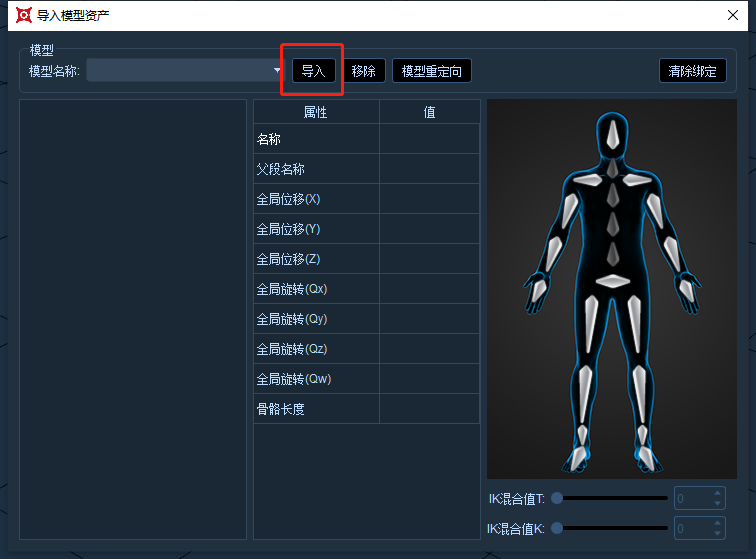 导入模型资产
模型
模型名称:
导入
移除
模型重定向
清除绑定
属性
值
名称
父段名称
全局位移(X)
全局位移(Y)
全局位移(Z)
全局旋转(Qx)
全局旋转(Qy)
全局旋转(Qz)
全局旋转(Qw)
骨骼长度
IK混合值T:
0
IK混合值K:
0